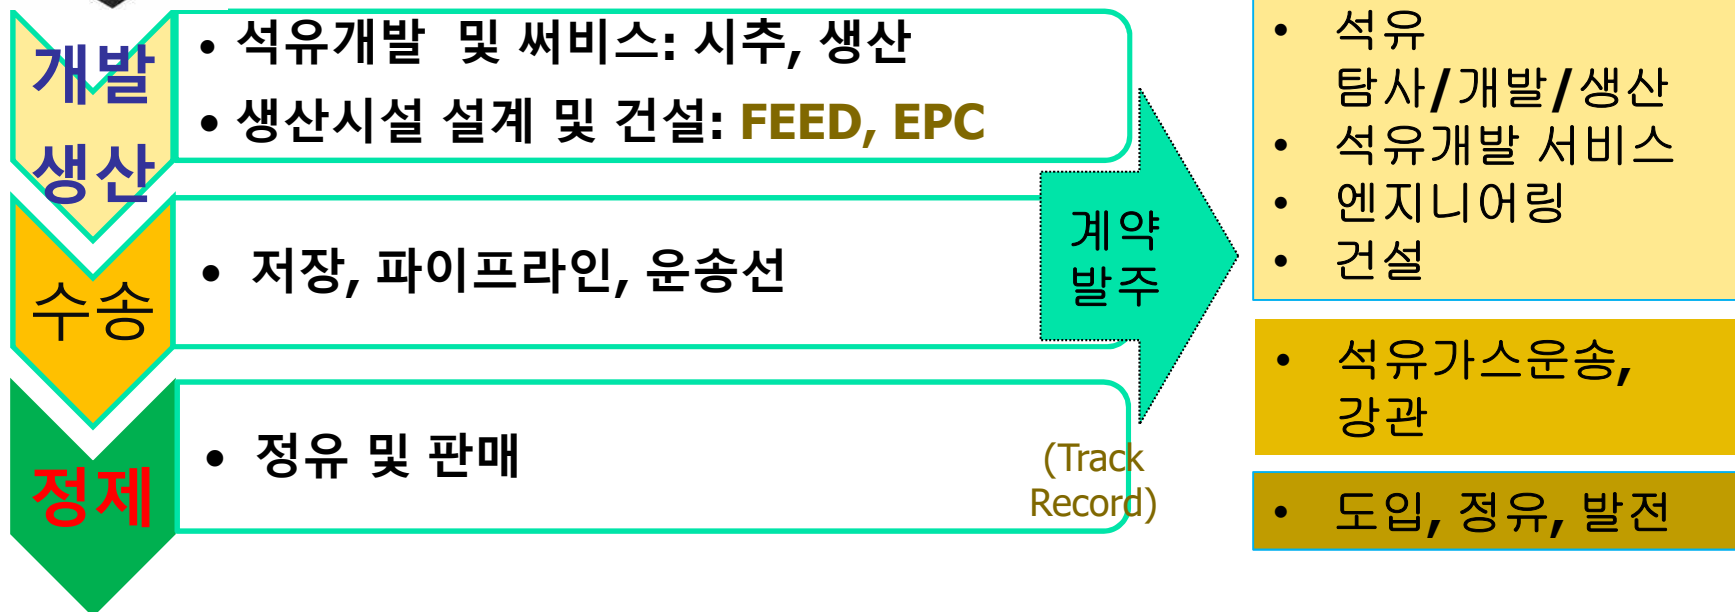 개발
생산
• 석유개발 및 써비스: 시추, 생산
• 생산시설 설계 및 건설: FEED, EPC
수송
• 저장, 파이프라인, 운송선
정제
• 정유 및 판매
계약
발주
(Track
Record)
• 석유
탐사/개발/생산
• 석유개발 서비스
• 엔지니어링
• 건설
• 석유가스운송,
강관
• 도입, 정유, 발전